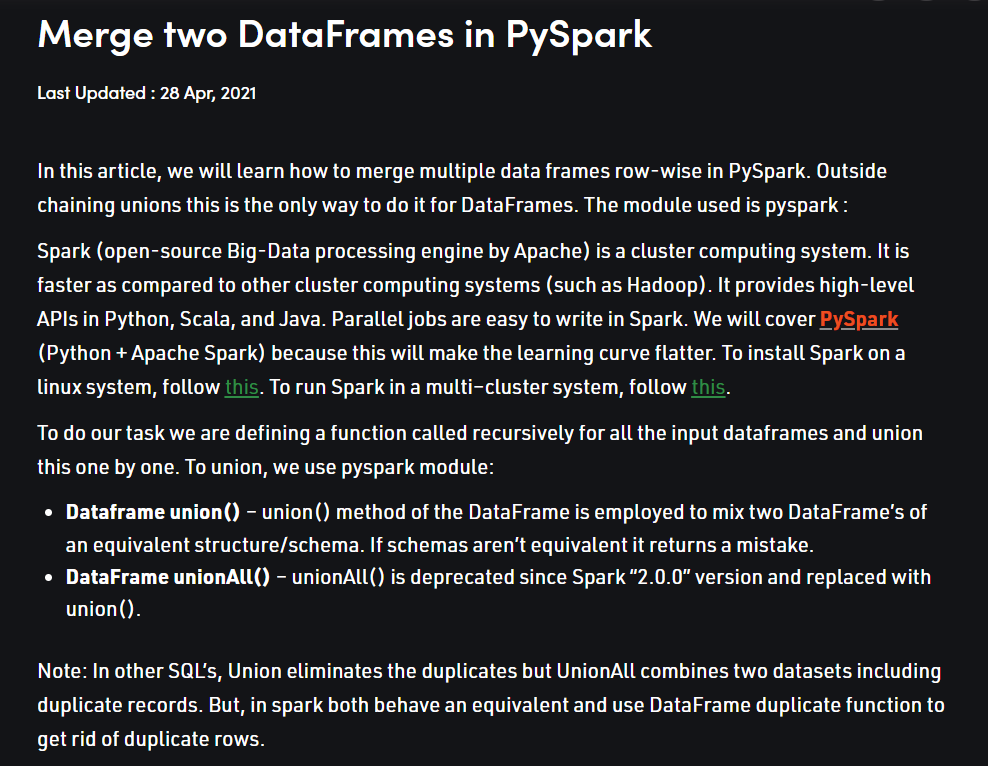 Merge two DataFrames in PySpark
Last Updated : 28 Apr, 2021
In this article, we will learn how to merge multiple data frames row-wise in PySpark. Outside
chaining unions this is the only way to do it for DataFrames. The module used is pyspark :
Spark (open-source Big-Data processing engine by Apache) is a cluster computing system. It is
faster as compared to other cluster computing systems (such as Hadoop). It provides high-level
APIs in Python, Scala, and Java. Parallel jobs are easy to write in Spark. We will cover PySpark
(Python + Apache Spark) because this will make the learning curve flatter. To install Spark on a
linux system, follow this. To run Spark in a multi–cluster system, follow this.
To do our task we are defining a function called recursively for all the input dataframes and union
this one by one. To union, we use pyspark module:
• Dataframe union() – union() method of the DataFrame is employed to mix two DataFrame’s of
an equivalent structure/schema. If schemas aren’t equivalent it returns a mistake.
• DataFrame unionAll() – unionAll() is deprecated since Spark “2.0.0” version and replaced with
union().
Note: In other SQL’s, Union eliminates the duplicates but UnionAll combines two datasets including
duplicate records. But, in spark both behave an equivalent and use DataFrame duplicate function to
get rid of duplicate rows.